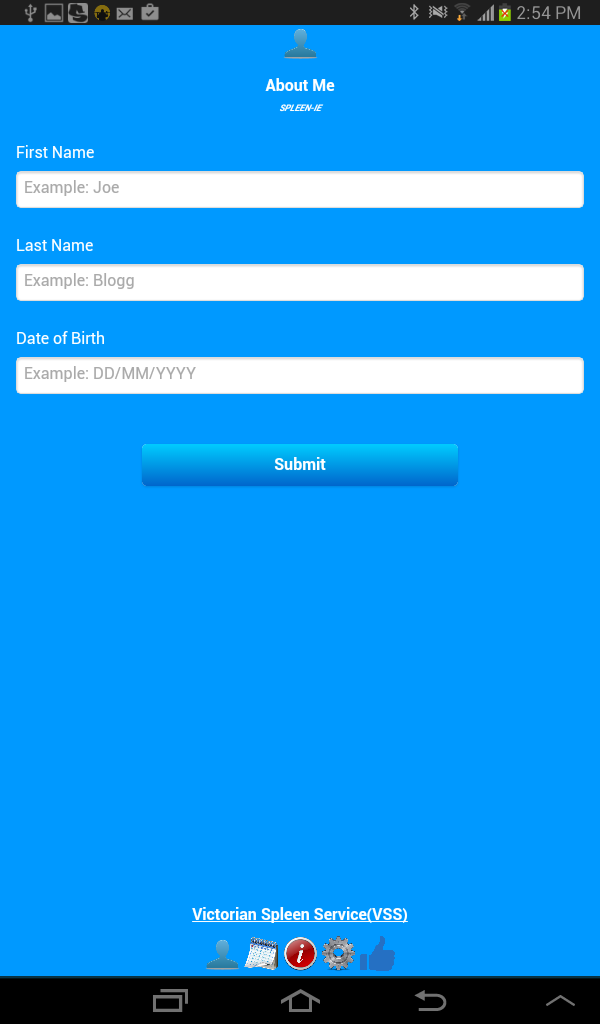 2:54 PM
About Me
SPLEEN-IE
First Name
Example: Joe
Last Name
Example: Blogg
Date of Birth
Example: DD/MM/YYYY
Submit
Victorian Spleen Service(VSS)
i